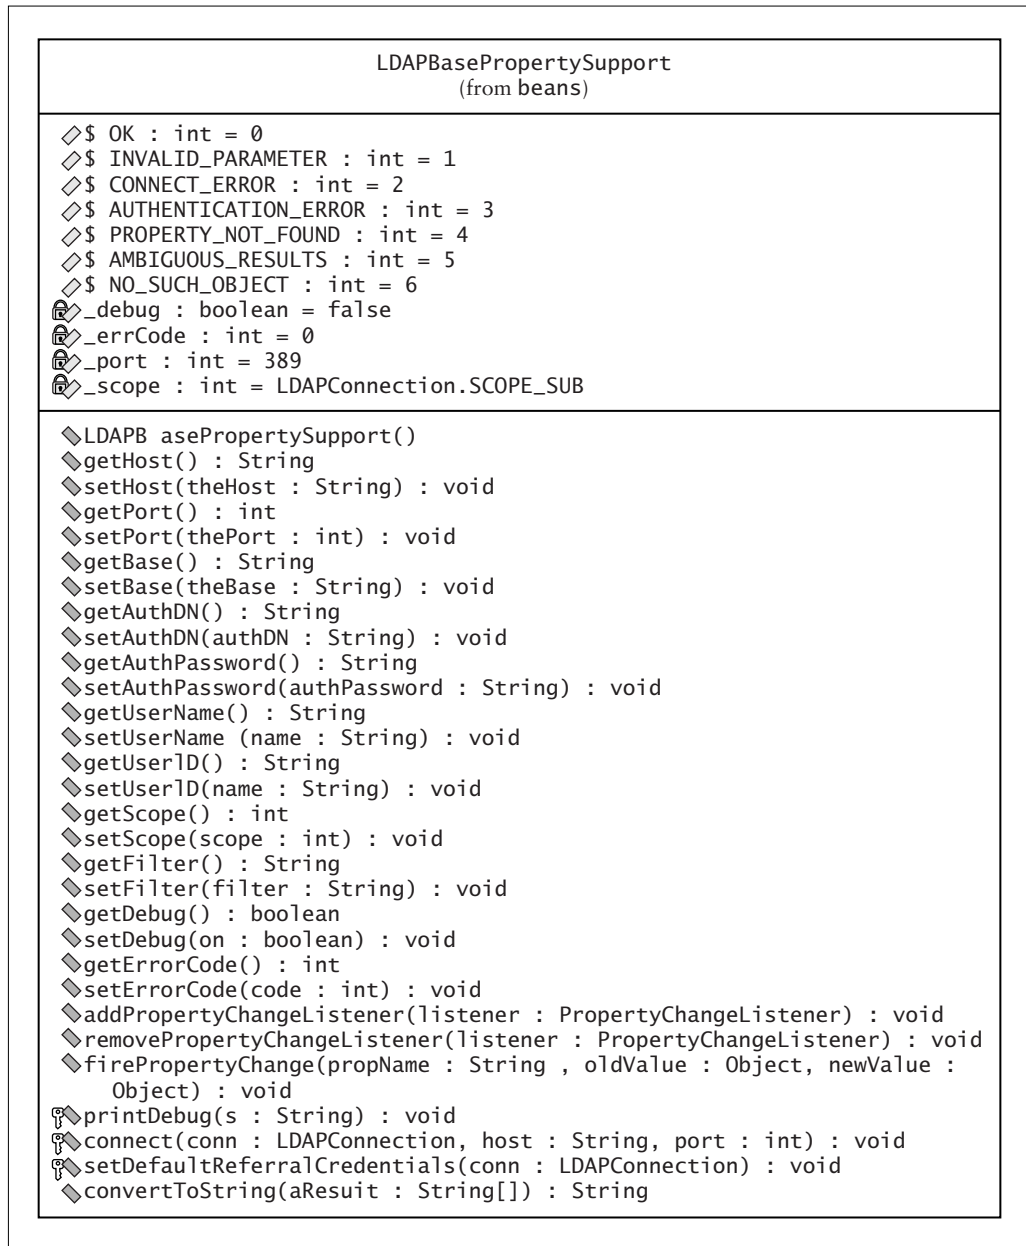 LDAPBasePropertySupport
(from beans)
$ OK : int = 0
$ INVALID_PARAMETER : int = 1
$ CONNECT_ERROR : int = 2
$ AUTHENTICATION_ERROR : int = 3
$ PROPERTY_NOT_FOUND : int = 4
$ AMBIGUOUS_RESULTS : int = 5
$ NO_SUCH_OBJECT : int = 6
_debug : boolean = false
_errCode : int = 0
_port : int = 389
_scope : int = LDAPConnection.SCOPE_SUB
LDAPB asePropertySupport()
getHost() : String
setHost(theHost : String) : void
getPort() : int
setPort(thePort : int) : void
getBase() : String
setBase(theBase : String) : void
getAuthDN() : String
setAuthDN(authDN : String) : void
getAuthPassword() : String
setAuthPassword(authPassword : String) : void
getUserName() : String
setUserName (name : String) : void
getUserlD() : String
setUserlD(name : String) : void
getScope() : int
setScope(scope : int) : void
getFilter() : String
setFilter(filter : String) : void
getDebug() : boolean
setDebug(on : boolean) : void
getErrorCode() : int
setErrorCode(code : int) : void
addPropertyChangeListener(listener : PropertyChangeListener) : void
removePropertyChangeListener(listener : PropertyChangeListener) : void
firePropertyChange(propName : String , oldValue : Object, newValue :
Object) : void
printDebug(s : String) : void
connect(conn : LDAPConnection, host : String, port : int) : void
setDefaultReferralCredentials(conn : LDAPConnection) : void
convertToString(aResuit : String[]) : String